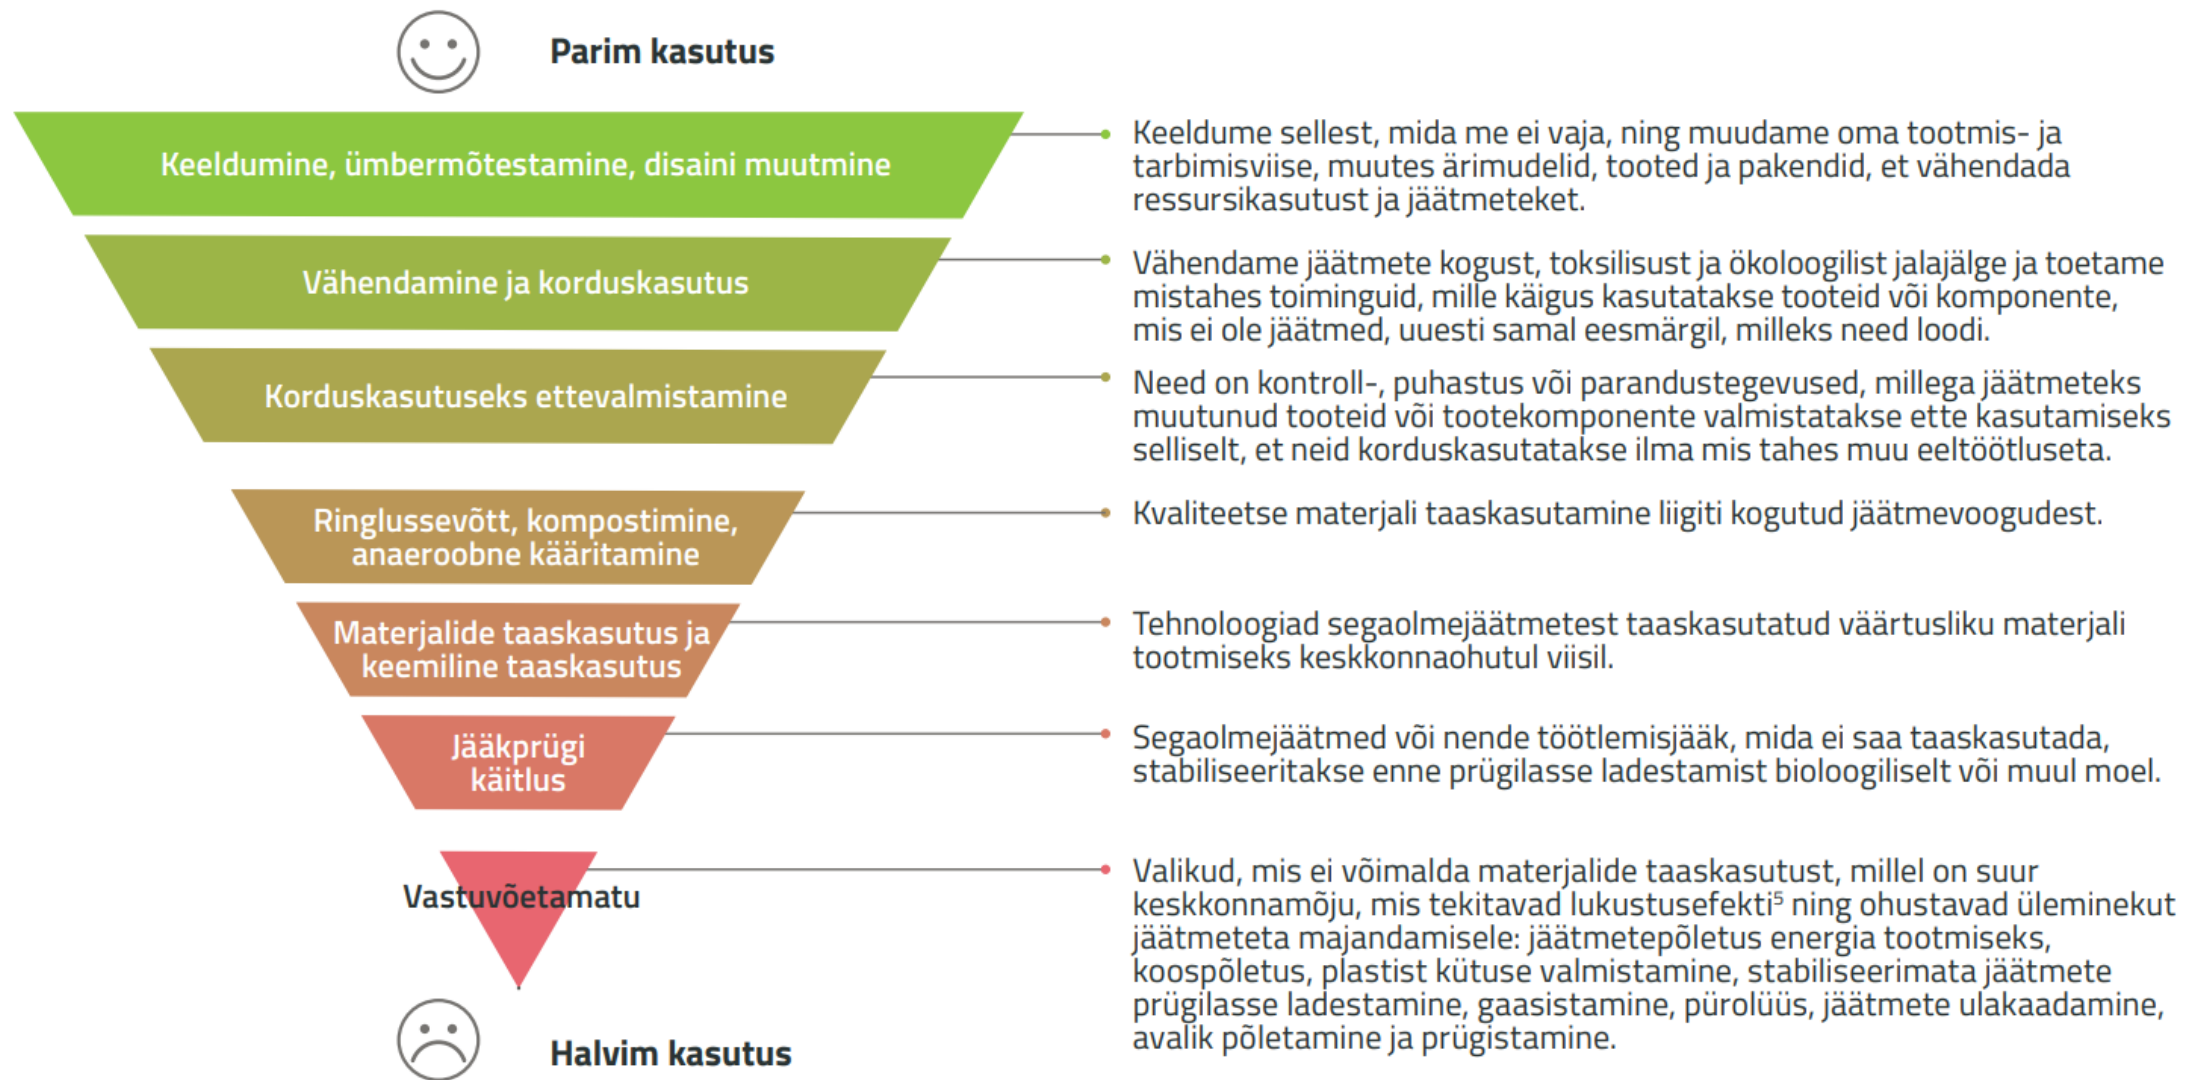 Parim kasutus
Keeldumine, ümbermõtestamine, disaini muutmine
Keeldume sellest, mida me ei vaja, ning muudame oma tootmis- ja
tarbimisviise, muutes ärimudelid, tooted ja pakendid, et vähendada
ressursikasutust ja jäätmeteket.
Vähendamine ja korduskasutus
Vähendame jäätmete kogust, toksilisust ja ökoloogilist jalajälge ja toetame
mistahes toiminguid, mille käigus kasutatakse tooteid või komponente,
mis ei ole jäätmed, uuesti samal eesmärgil, milleks need loodi.
Korduskasutuseks ettevalmistamine
Need on kontroll-, puhastus või parandustegevused, millega jäätmeteks
muutunud tooteid või tootekomponente valmistatakse ette kasutamiseks
selliselt, et neid korduskasutatakse ilma mis tahes muu eeltöötluseta.
Ringlussevõtt, kompostimine,
anaeroobne kääritamine
Kvaliteetse materjali taaskasutamine liigiti kogutud jäätmevoogudest.
Materjalide taaskasutus ja
keemiline taaskasutus
Tehnoloogiad segaolmejäätmetest taaskasutatud väärtusliku materjali
tootmiseks keskkonnaohutul viisil.
Jääkprügi
käitlus
Segaolmejäätmed või nende töötlemisjääk, mida ei saa taaskasutada,
stabiliseeritakse enne prügilasse ladestamist bioloogiliselt või muul moel.
Vastuvõetamatu
Valikud, mis ei võimalda materjalide taaskasutust, millel on suur
keskkonnamõju, mis tekitavad lukustusefekti⁵ ning ohustavad üleminekut
jäätmeteta majandamisele: jäätmetepõletus energia tootmiseks,
koospõletus, plastist kütuse valmistamine, stabiliseerimata jäätmete
prügilasse ladestamine, gaasistamine, pürolüüs, jäätmete ulakaadamine,
avalik põletamine ja prügistamine.
Halvim kasutus